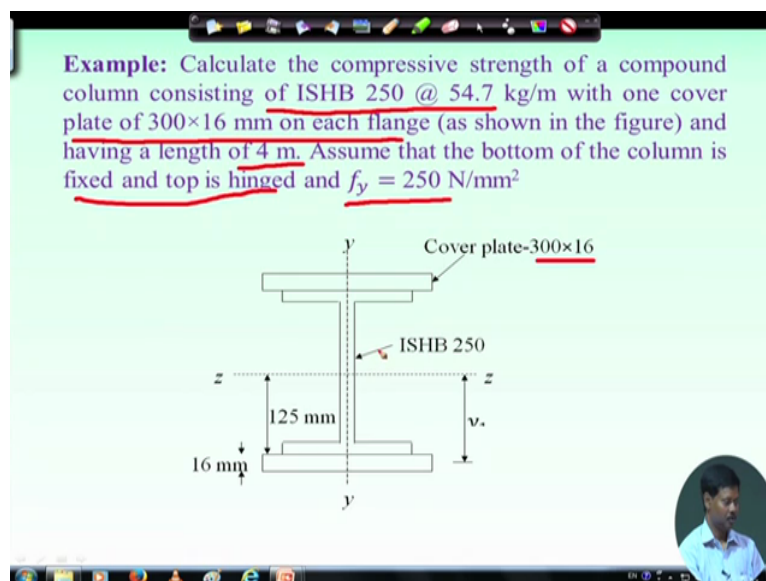 Example: Calculate the compressive strength of a compound
column consisting of ISHB 250 @ 54.7 kg/m with one cover
plate of 300×16 mm on each flange (as shown in the figure) and
having a length of 4 m. Assume that the bottom of the column is
fixed and top is hinged and fy = 250 N/mm²
y
Cover plate-300×16
ISHB 250
z
z
125 mm
16 mm
y
EN